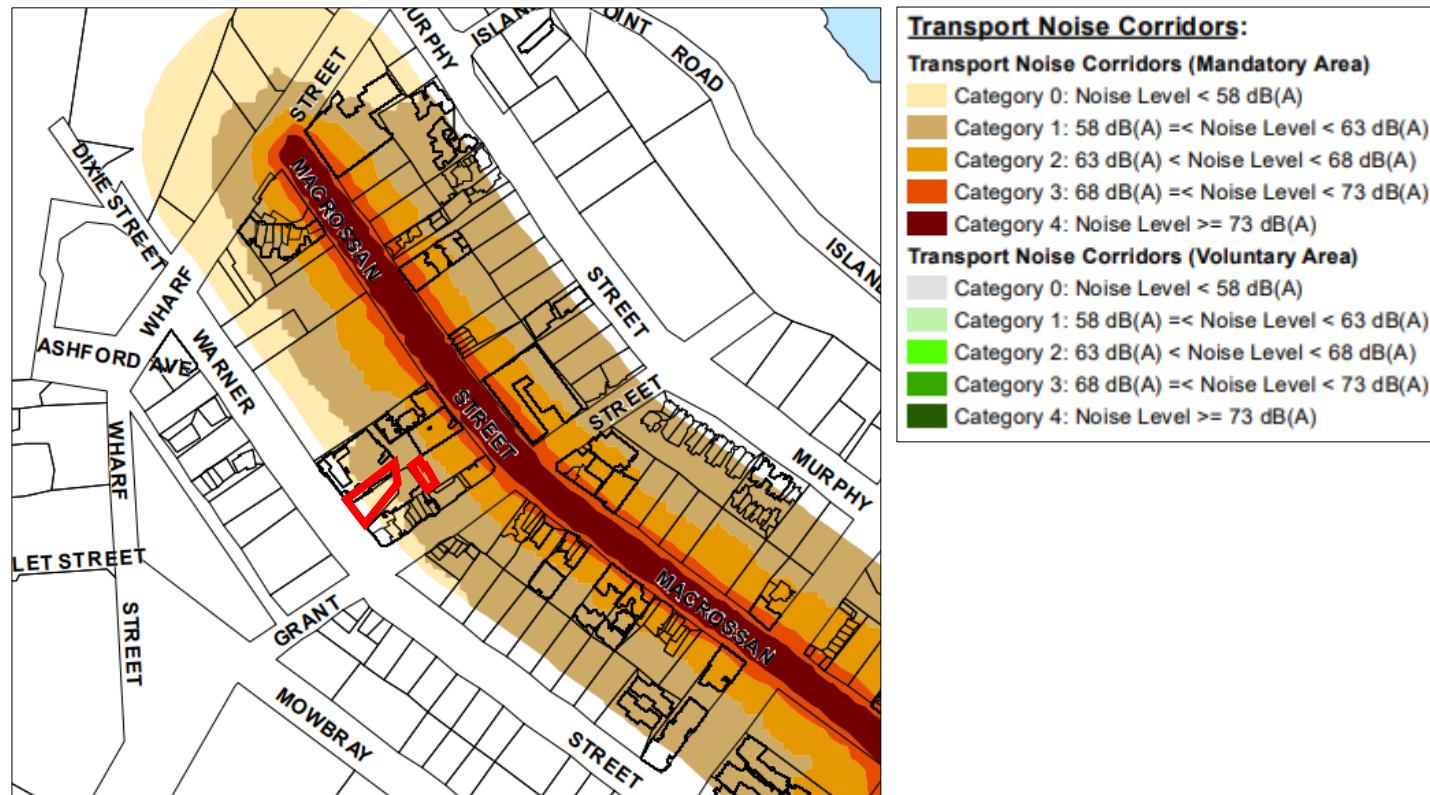 MURPHY
ISLAND
POINT
ROAD
STREET
DIXIE STREET
MACROSSAN
ISLAND
WHARF
STREET
ASHFORD AVE
WARNER
STREET
STREET
WHARF
MURPHY
LET STREET
STREET
GRANT
MACROSSAN
MOWBRAY
STREET
Transport Noise Corridors:
Transport Noise Corridors (Mandatory Area)
Category 0: Noise Level < 58 dB(A)
Category 1: 58 dB(A) =< Noise Level < 63 dB(A)
Category 2: 63 dB(A) < Noise Level < 68 dB(A)
Category 3: 68 dB(A) =< Noise Level < 73 dB(A)
Category 4: Noise Level >= 73 dB(A)
Transport Noise Corridors (Voluntary Area)
Category 0: Noise Level < 58 dB(A)
Category 1: 58 dB(A) =< Noise Level < 63 dB(A)
Category 2: 63 dB(A) < Noise Level < 68 dB(A)
Category 3: 68 dB(A) =< Noise Level < 73 dB(A)
Category 4: Noise Level >= 73 dB(A)